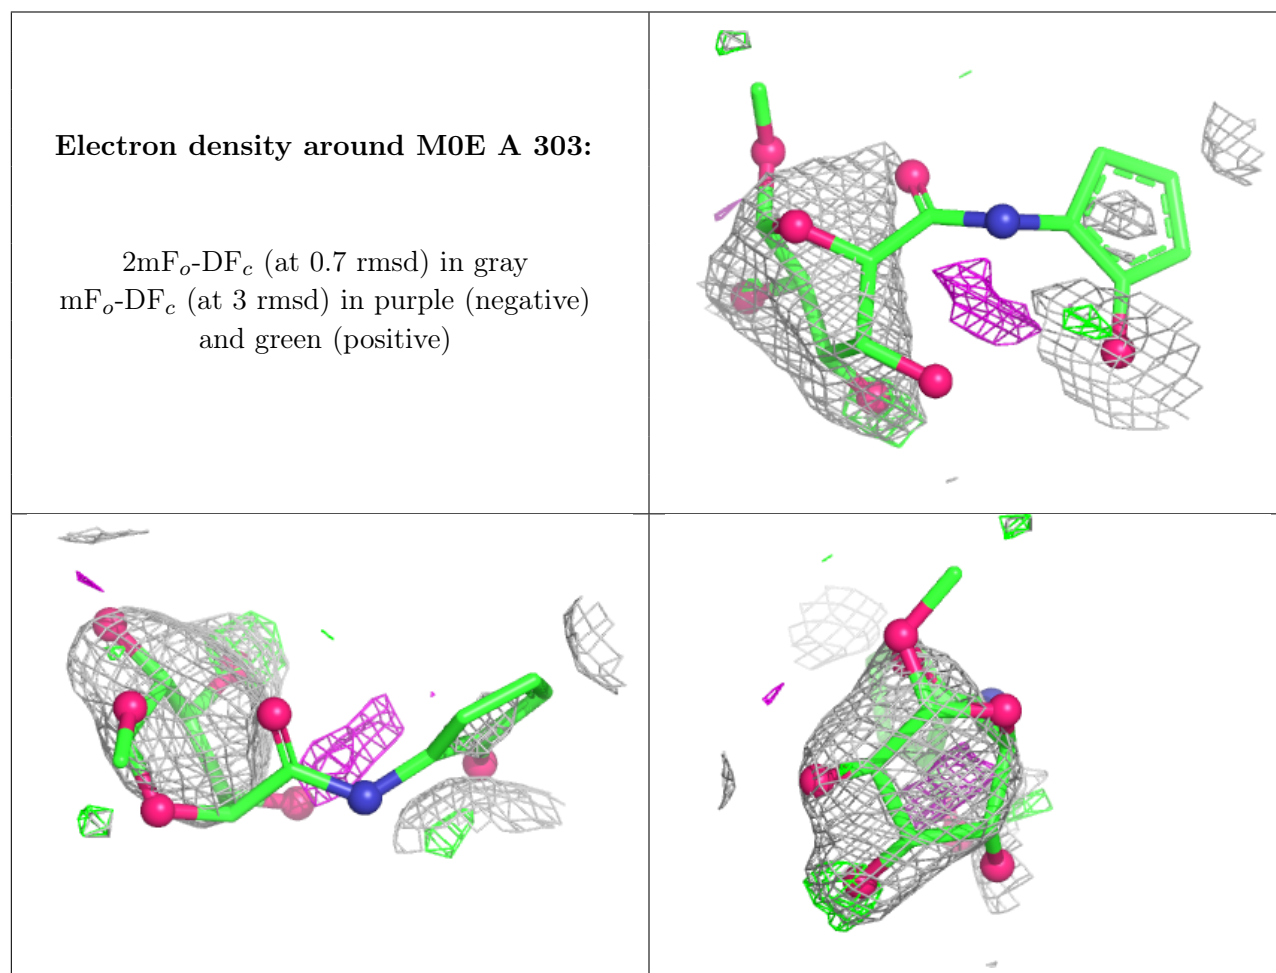 Electron density around M0E A 303:
2mFo-DFc (at 0.7 rmsd) in gray
mFo-DFc (at 3 rmsd) in purple (negative)
and green (positive)